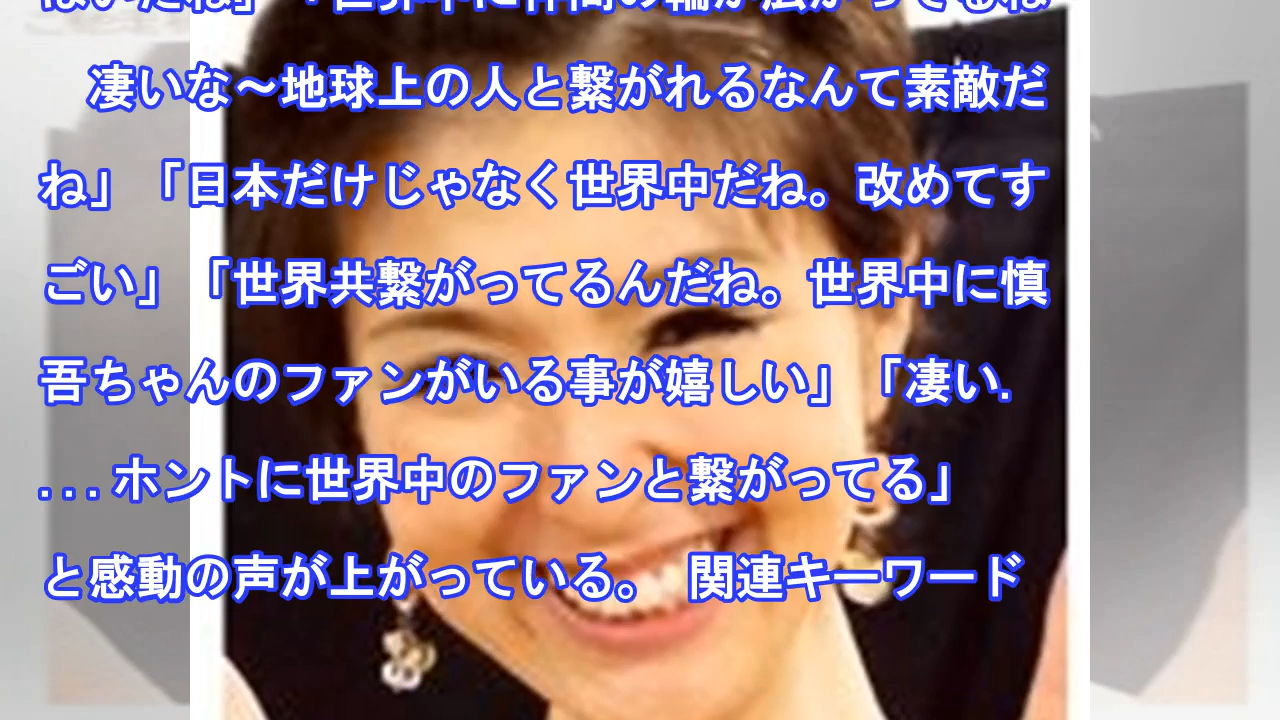 凄いな～地球上の人と繋がれるなんて素敵だ
ね」「日本だけじゃなく世界中だね。改めてす
ごい」「世界共繋がってるんだね。世界中に慎
吾ちゃんのファンがいる事が嬉しい」「凄い.
...ホントに世界中のファンと繋がってる」
と感動の声が上がっている。 関連キーワード